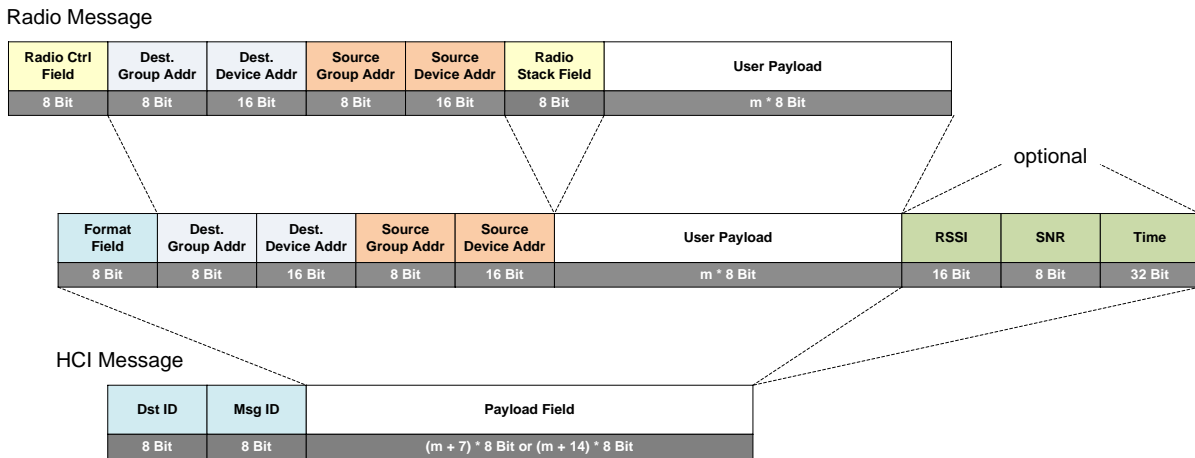 Radio Message
Radio Ctrl Field
Dest. Group Addr
Dest. Device Addr
Source Group Addr
Source Device Addr
Radio Stack Field
User Payload
8 Bit
8 Bit
16 Bit
8 Bit
16 Bit
8 Bit
m * 8 Bit
optional
Format Field
Dest. Group Addr
Dest. Device Addr
Source Group Addr
Source Device Addr
User Payload
RSSI
SNR
Time
8 Bit
8 Bit
16 Bit
8 Bit
16 Bit
m * 8 Bit
16 Bit
8 Bit
32 Bit
HCI Message
Dst ID
Msg ID
Payload Field
8 Bit
8 Bit
(m + 7) * 8 Bit or (m + 14) * 8 Bit